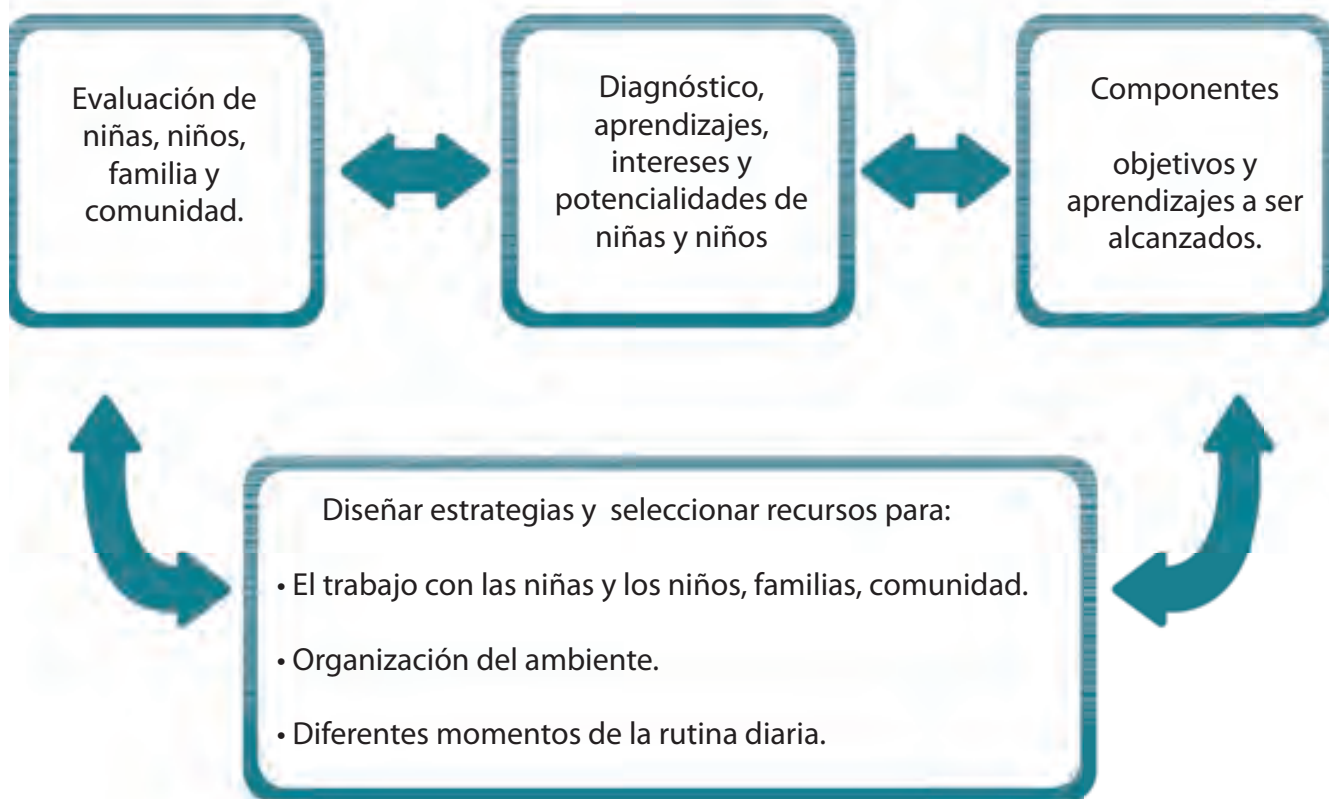 Evaluación de
niñas, niños,
familia y
comunidad.
Diagnóstico,
aprendizajes,
intereses y
potencialidades de
niñas y niños
Componentes
objetivos y
aprendizajes a ser
alcanzados.
Diseñar estrategias y seleccionar recursos para:
• El trabajo con las niñas y los niños, familias, comunidad.
• Organización del ambiente.
• Diferentes momentos de la rutina diaria.